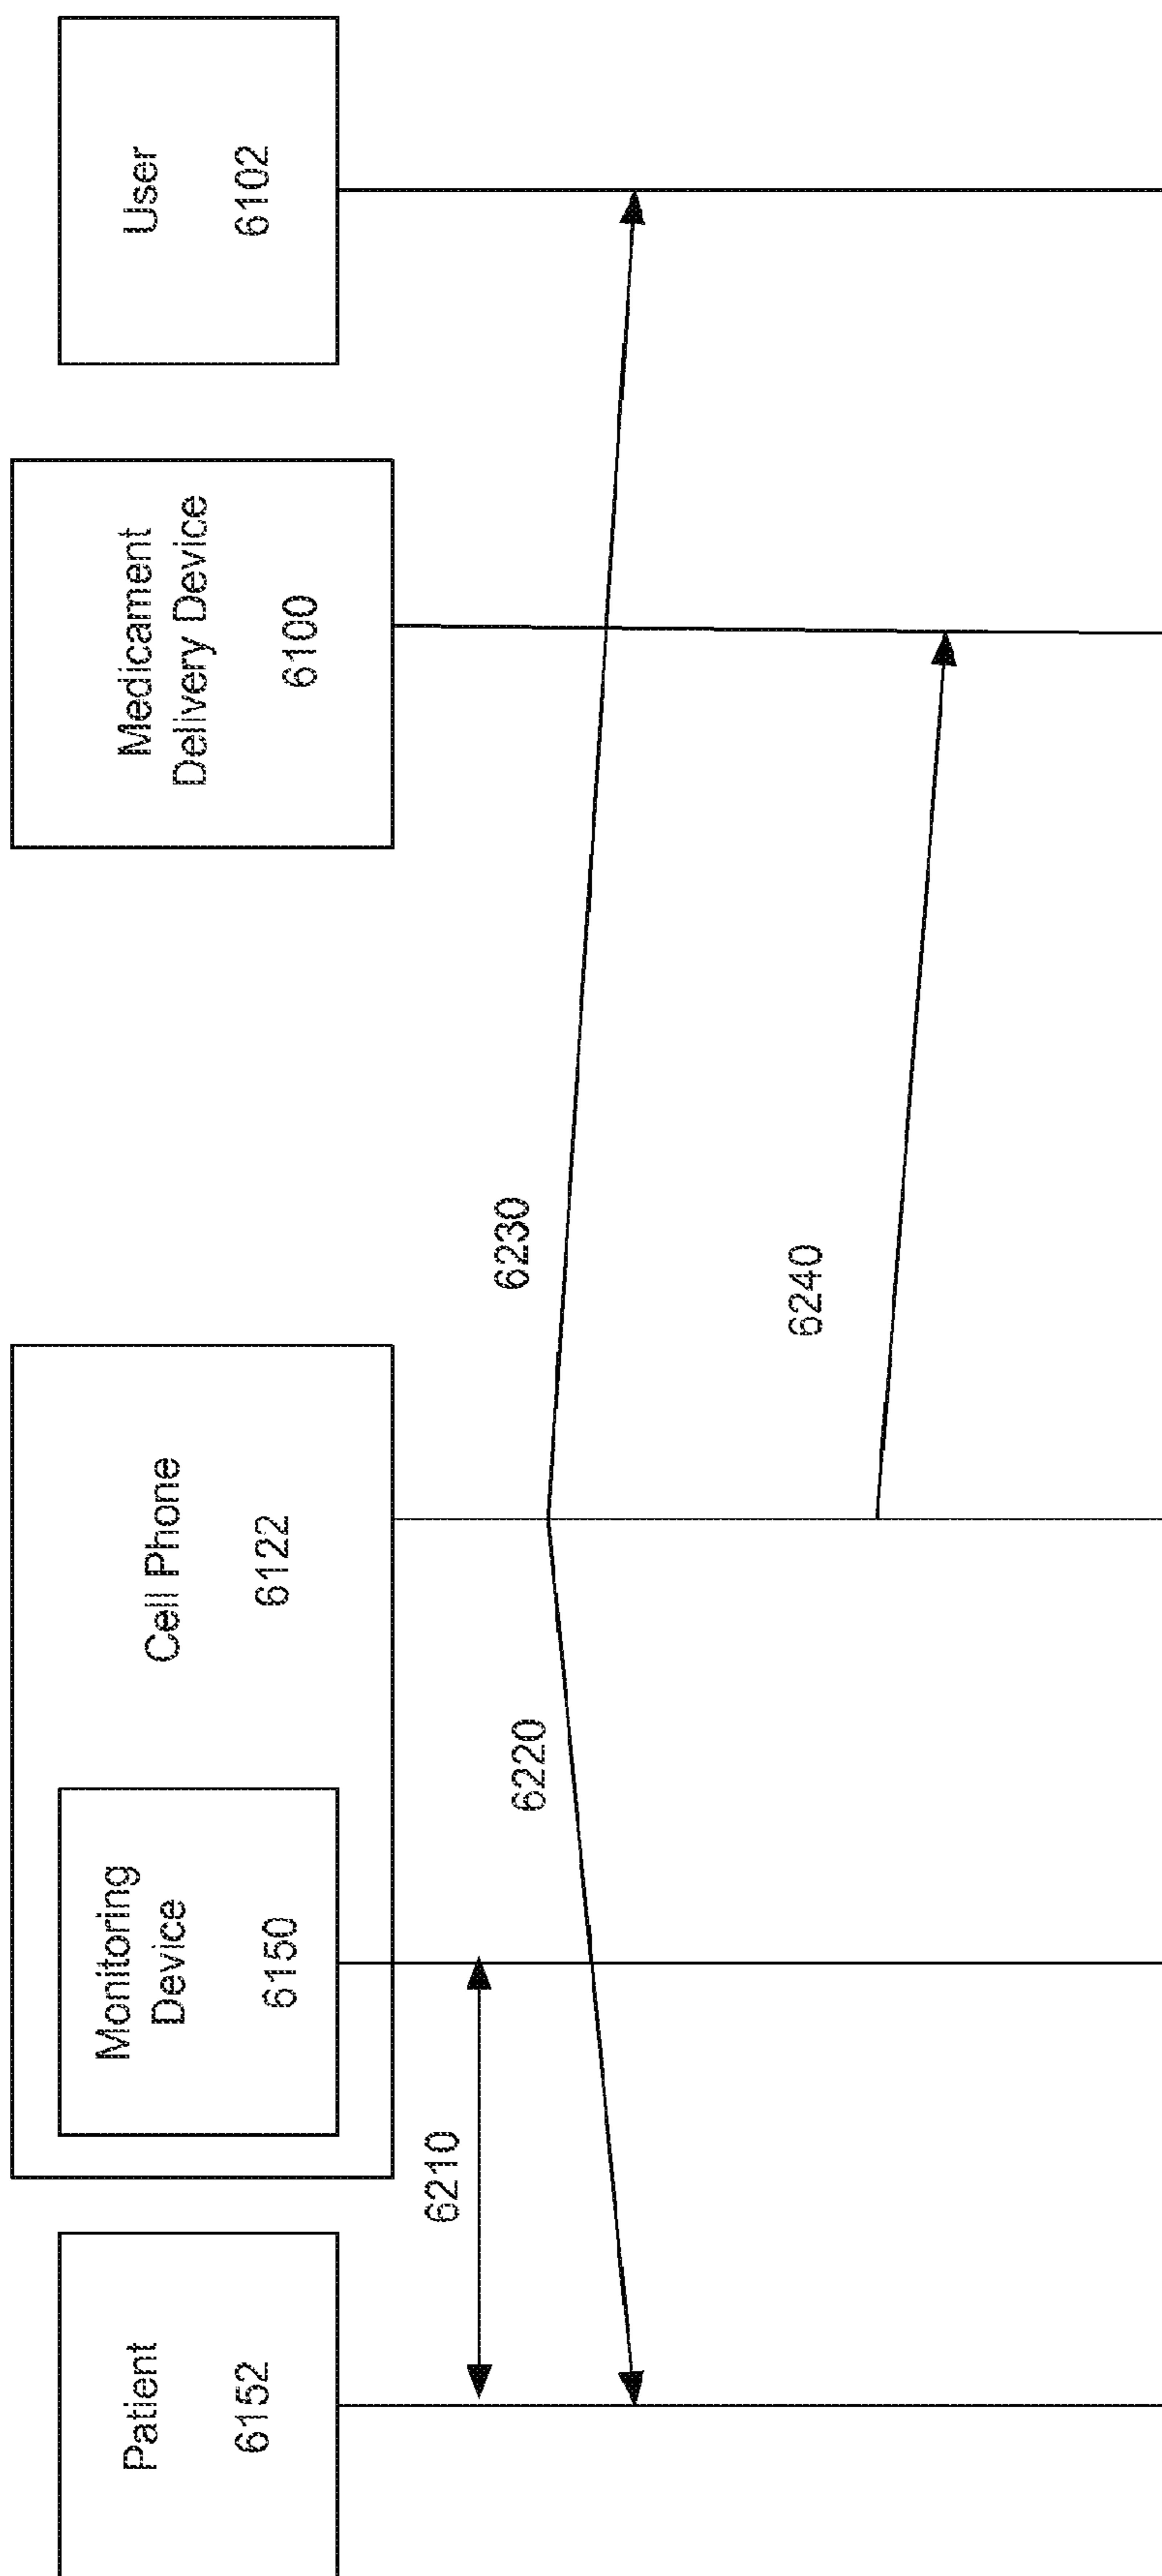 Patient
6152
Monitoring
Device
6150
Cell Phone
6122
Medicament
Delivery Device
6100
User
6102
6210
6220
6230
6240